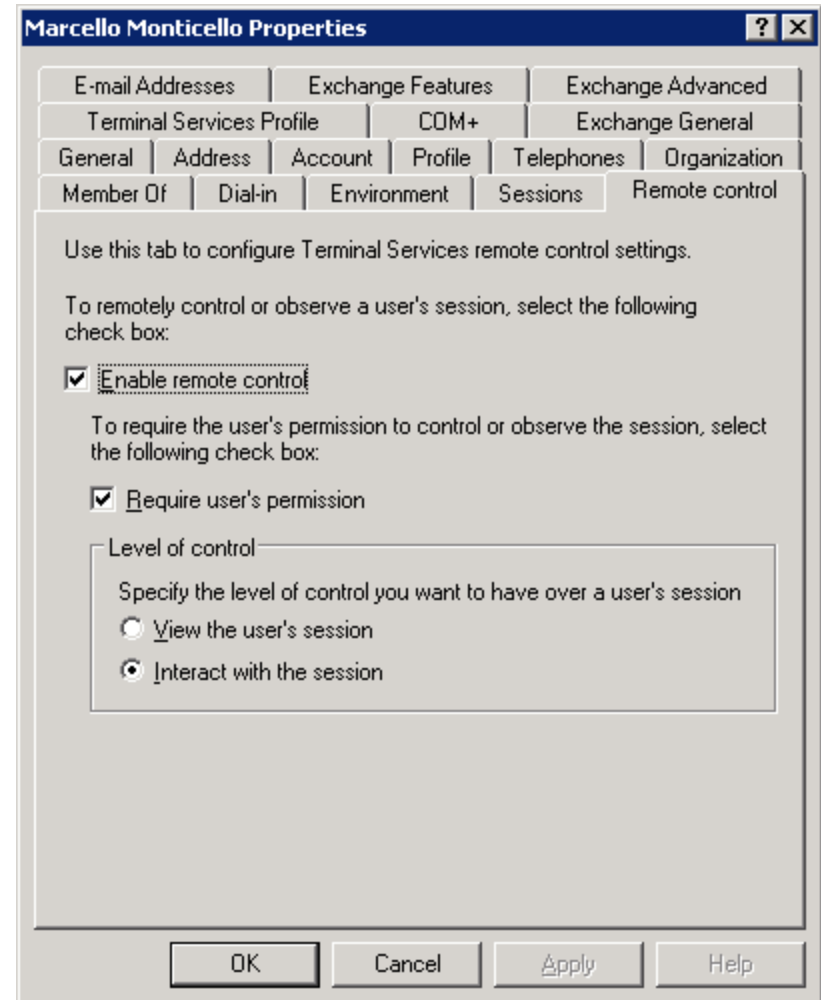 Marcello Monticello Properties
E-mail Addresses Exchange Features Exchange Advanced
Terminal Services Profile COM+ Exchange General
General Address Account Profile Telephones Organization
Member Of Dial-in Environment Sessions Remote control
Use this tab to configure Terminal Services remote control settings.
To remotely control or observe a user's session, select the following
check box:
Enable remote control
To require the user's permission to control or observe the session, select
the following check box:
Require user's permission
Level of control
Specify the level of control you want to have over a user's session
View the user's session
Interact with the session
OK Cancel Apply Help